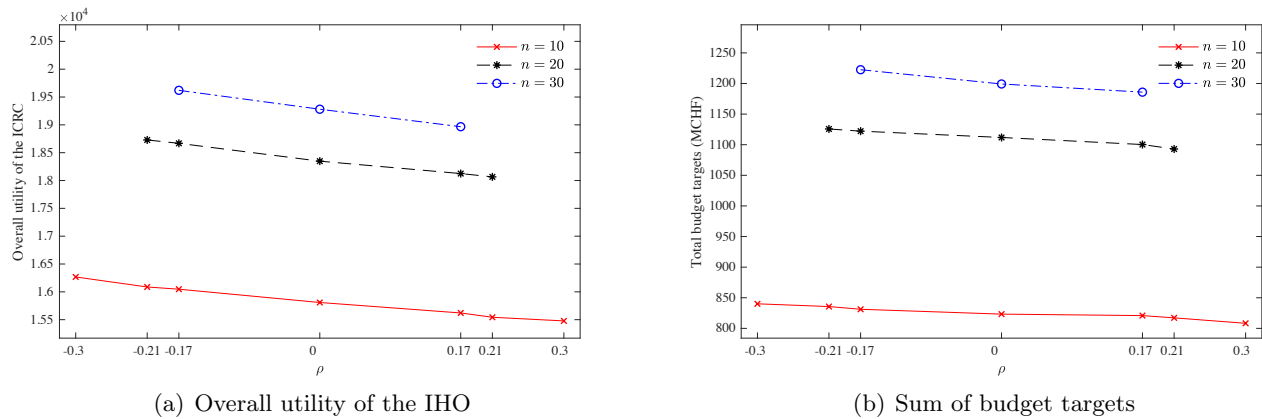 ×10⁴
2.05
2
1.95
1.9
1.85
1.8
1.75
1.7
1.65
1.6
1.55
Overall utility of the ICRC
n = 10
n = 20
n = 30
-0.3 -0.21 -0.17 0 0.17 0.21 0.3
ρ
(a) Overall utility of the IHO
1250
1200
1150
1100
1050
1000
950
900
850
800
Total budget targets (MCHF)
n = 10
n = 20
n = 30
-0.3 -0.21 -0.17 0 0.17 0.21 0.3
ρ
(b) Sum of budget targets